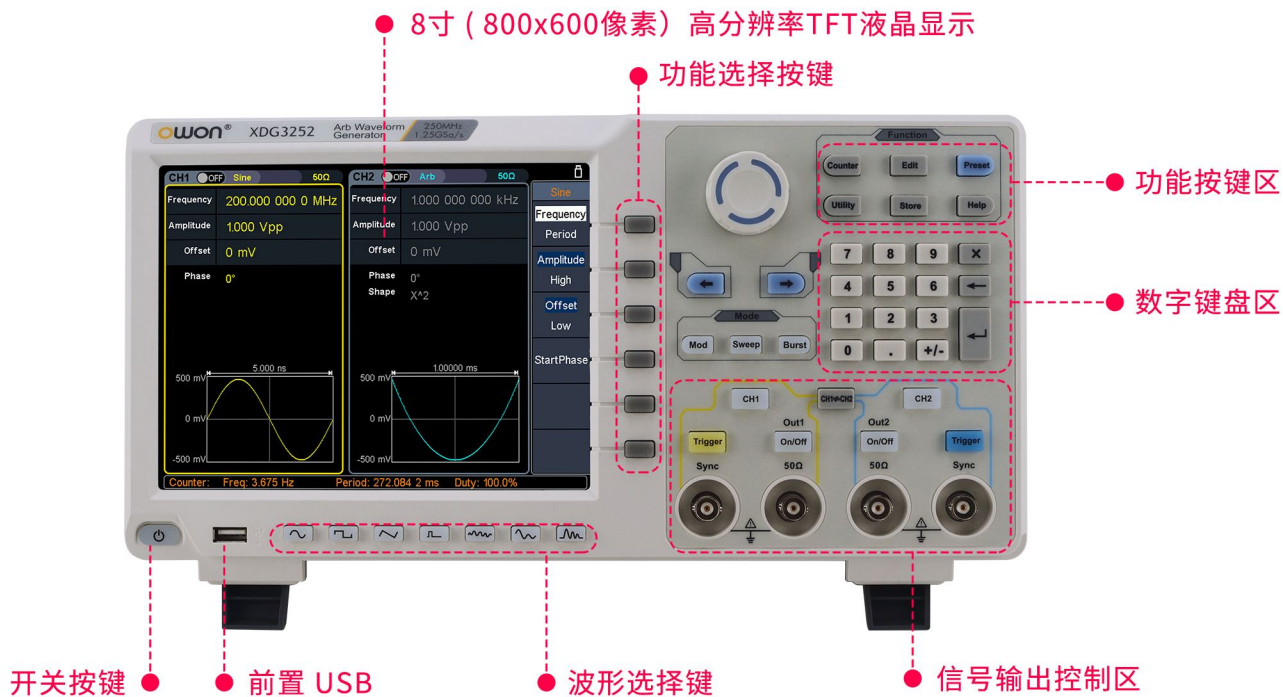 8寸 ( 800x600像素）高分辨率TFT液晶显示
功能选择按键
owon® XDG3252 Arb Waveform Generator 250MHz 1.25GSa/s
CH1 OFF Sine 50Ω
Frequency 200.000 000 0 MHz
Amplitude 1.000 Vpp
Offset 0 mV
Phase 0°
5.000 ns
500 mV
0 mV
-500 mV
CH2 OFF Arb 50Ω
Frequency 1.000 000 000 kHz
Amplitude 1.000 Vpp
Offset 0 mV
Phase 0°
Shape X^2
1.00000 ms
500 mV
0 mV
-500 mV
Sine
Frequency
Period
Amplitude
High
Offset
Low
StartPhase
Counter: Freq: 3.675 Hz Period: 272.084 2 ms Duty: 100.0%
Function
Counter Edit Preset
Utility Store Help
功能按键区
7 8 9 X
4 5 6 ←
1 2 3
0 . +/-
数字键盘区
Mode
Mod Sweep Burst
CH1 CH1⇌CH2 CH2
Out1 Out2
Trigger On/Off On/Off Trigger
Sync 50Ω 50Ω Sync
开关按键
前置 USB
波形选择键
信号输出控制区